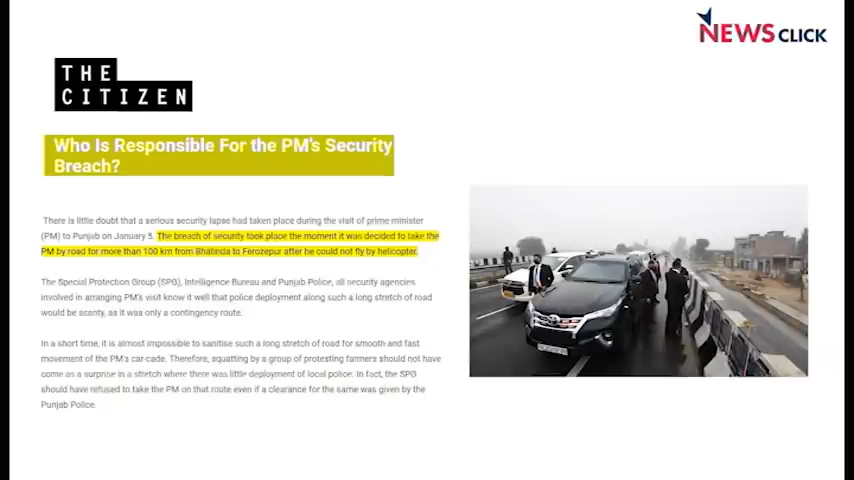 NEWSCLICK
THE
CITIZEN
Who Is Responsible For the PM's Security
Breach?
There is little doubt that a serious security lapse had taken place during the visit of prime minister
(PM) to Punjab on January 5. The breach of security took place the moment it was decided to take the
PM by road for more than 100 km from Bhatinda to Ferozepur after he could not fly by helicopter.
The Special Protection Group (SPG), Intelligence Bureau and Punjab Police, all security agencies
involved in arranging PM's visit know it well that police deployment along such a long stretch of road
would be scanty, as it was only a contingency route.
In a short time, it is almost impossible to sanitise such a long stretch of road for smooth and fast
movement of the PM's car-cade. Therefore, squatting by a group of protesting farmers should not have
come as a surprise in a stretch where there was little deployment of local police. In fact, the SPG
should have refused to take the PM on that route even if a clearance for the same was given by the
Punjab Police.